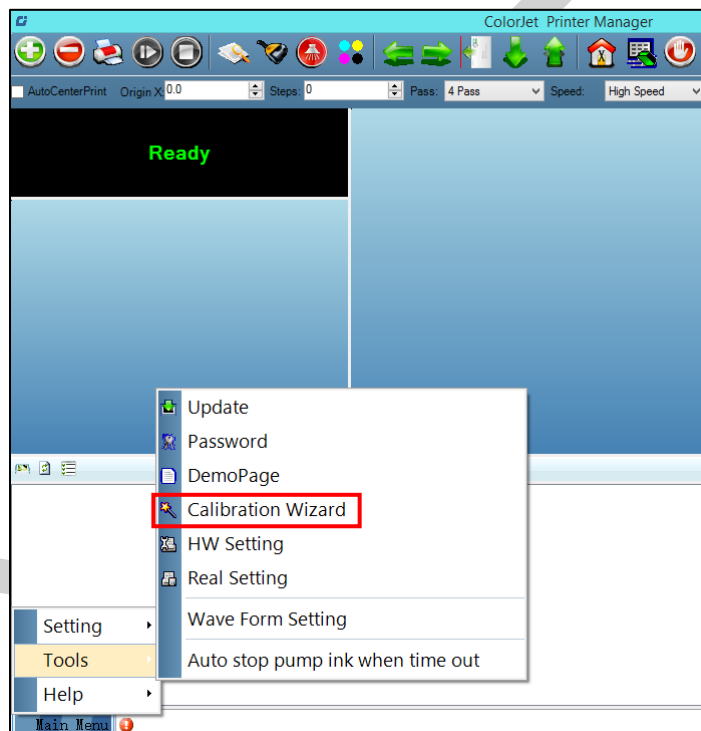 ColorJet Printer Manager
AutoCenterPrint Origin X: 0.0 Steps: 0 Pass: 4 Pass Speed: High Speed
Ready
Update
Password
DemoPage
Calibration Wizard
HW Setting
Real Setting
Wave Form Setting
Auto stop pump ink when time out
Setting
Tools
Help
Main Menu